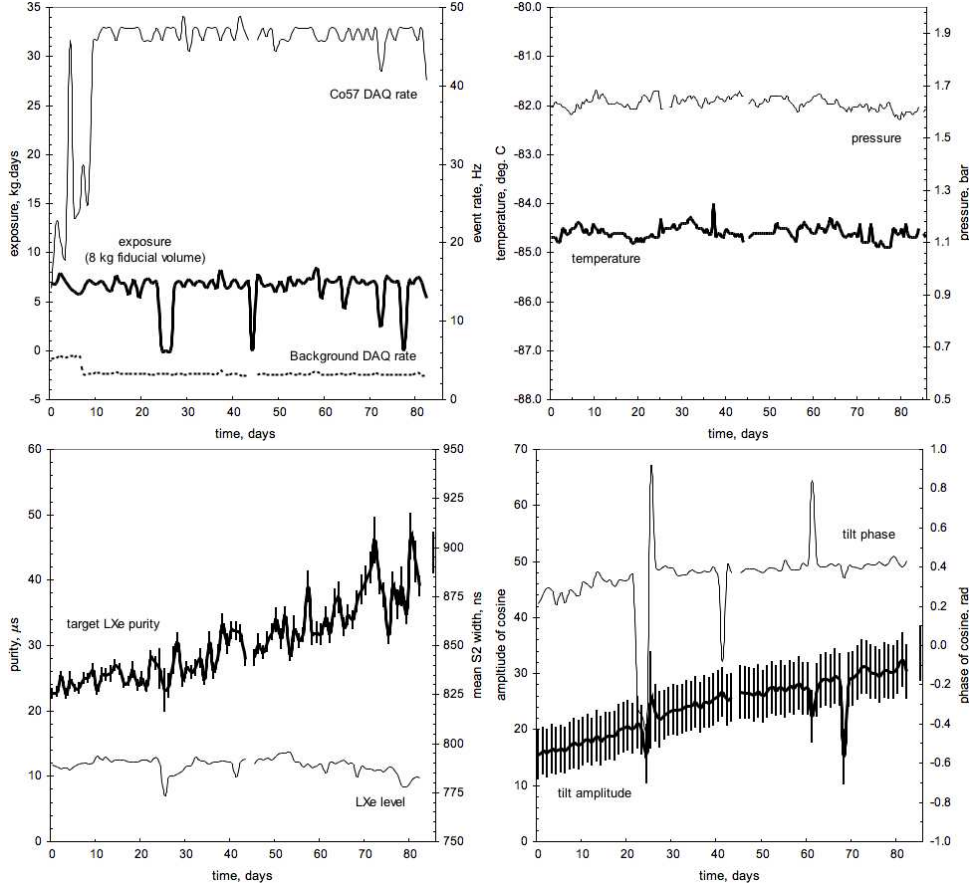 exposure, kg.days
35
30
25
20
15
10
5
0
-5
Co57 DAQ rate
exposure
(8 kg fiducial volume)
Background DAQ rate
50
40
30
20
10
0
event rate, Hz
0 10 20 30 40 50 60 70 80
time, days
temperature, deg. C
-80.0
-81.0
-82.0
-83.0
-84.0
-85.0
-86.0
-87.0
-88.0
pressure
temperature
1.9
1.7
1.5
1.3
1.1
0.9
0.7
0.5
pressure, bar
0 10 20 30 40 50 60 70 80
time, days
purity, μs
60
50
40
30
20
10
0
target LXe purity
LXe level
950
925
900
875
850
825
800
775
750
mean S2 width, ns
0 10 20 30 40 50 60 70 80
time, days
ampltiude of cosine
70
60
50
40
30
20
10
0
tilt phase
tilt amplitude
1.0
0.8
0.6
0.4
0.2
0.0
-0.2
-0.4
-0.6
-0.8
-1.0
phase of cosine, rad
0 10 20 30 40 50 60 70 80
time, days